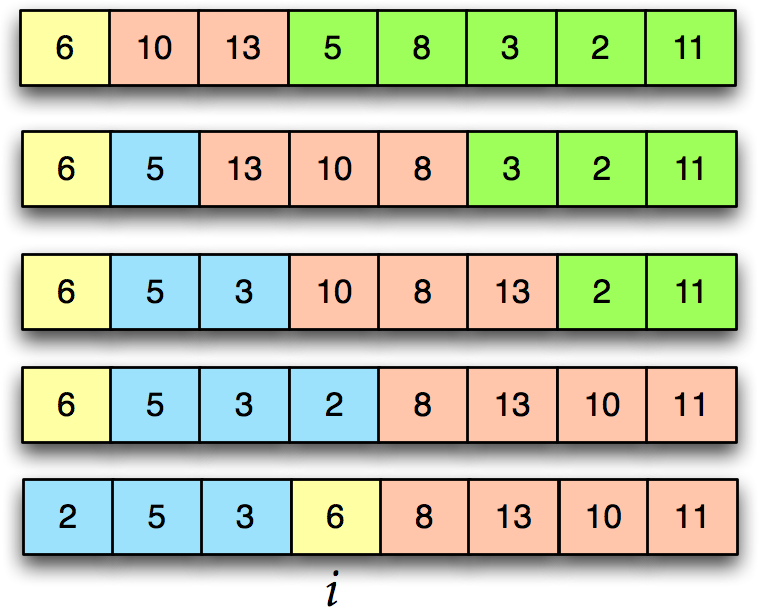 6 10 13 5 8 3 2 11
6 5 13 10 8 3 2 11
6 5 3 10 8 13 2 11
6 5 3 2 8 13 10 11
2 5 3 6 8 13 10 11
i